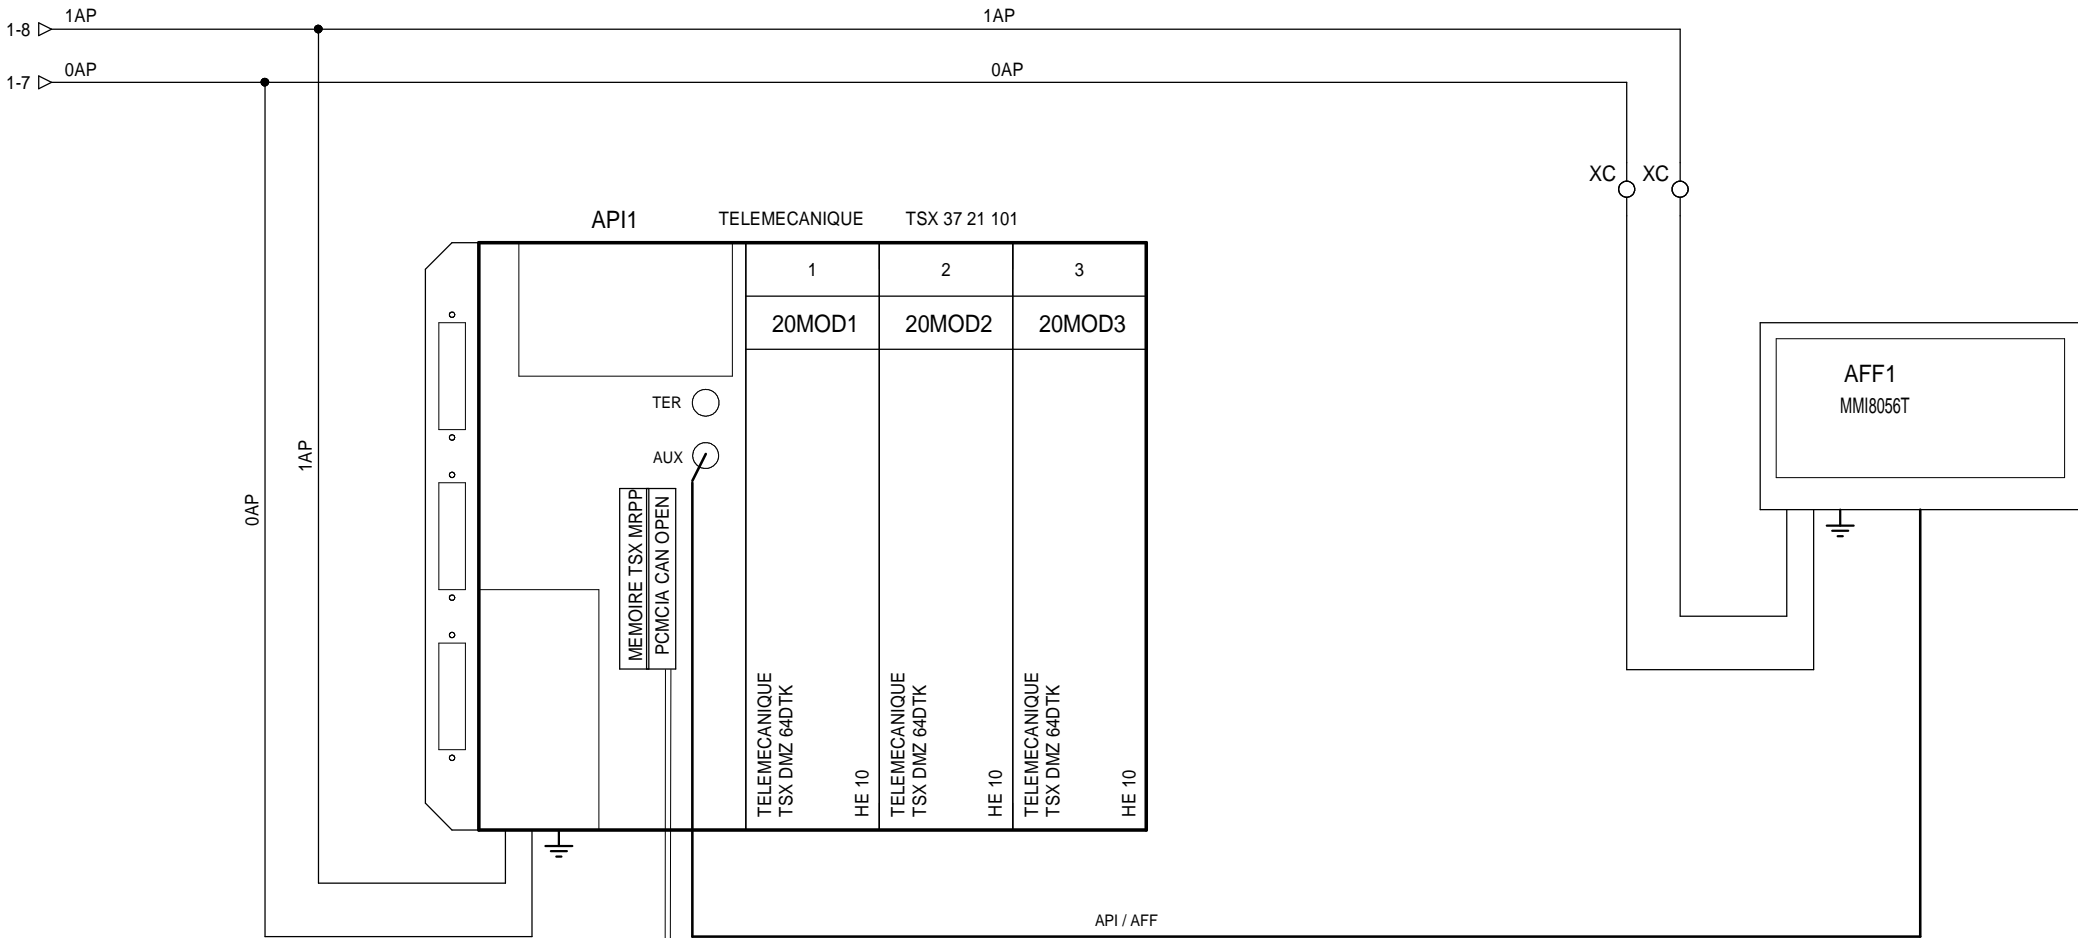 1AP
1AP
1-8
0AP
0AP
1-7
XC
XC
API1
TELEMECANIQUE
TSX 37 21 101
1
2
3
20MOD1
20MOD2
20MOD3
AFF1
MMI8056T
TER
AUX
1AP
0AP
MEMOIRE TSX MRPP
PCMCIA CAN OPEN
TELEMECANIQUE
TSX DMZ 64DTK
HE 10
TELEMECANIQUE
TSX DMZ 64DTK
HE 10
TELEMECANIQUE
TSX DMZ 64DTK
HE 10
API / AFF